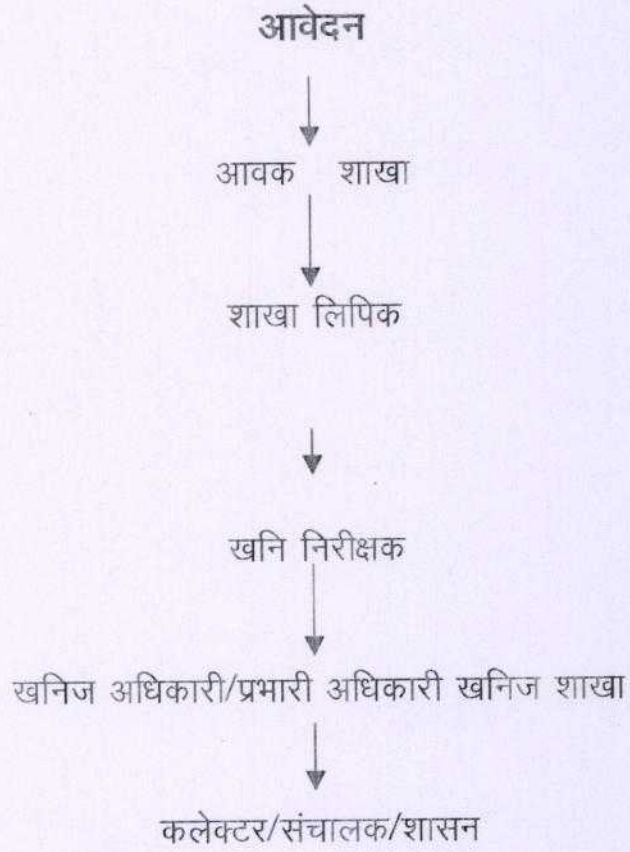 आवेदन
आवक शाखा
शाखा लिपिक
खनि निरीक्षक
खनिज अधिकारी/प्रभारी अधिकारी खनिज शाखा
कलेक्टर/संचालक/शासन